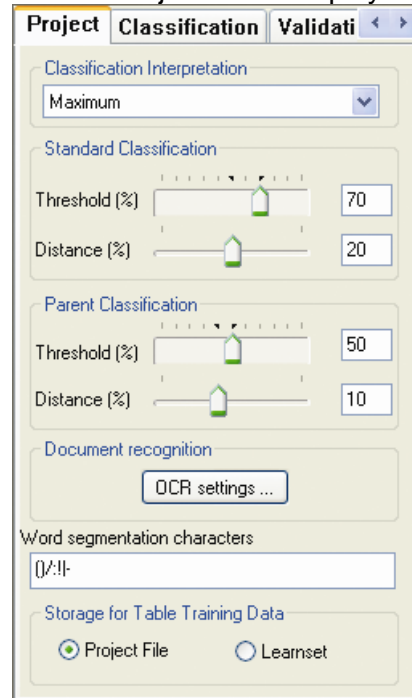 Project Classification Validati
Classification Interpretation
Maximum
Standard Classification
Threshold (%) 70
Distance (%) 20
Parent Classification
Threshold (%) 50
Distance (%) 10
Document recognition
OCR settings ...
Word segmentation characters
()/:!|-
Storage for Table Training Data
Project File Learnset